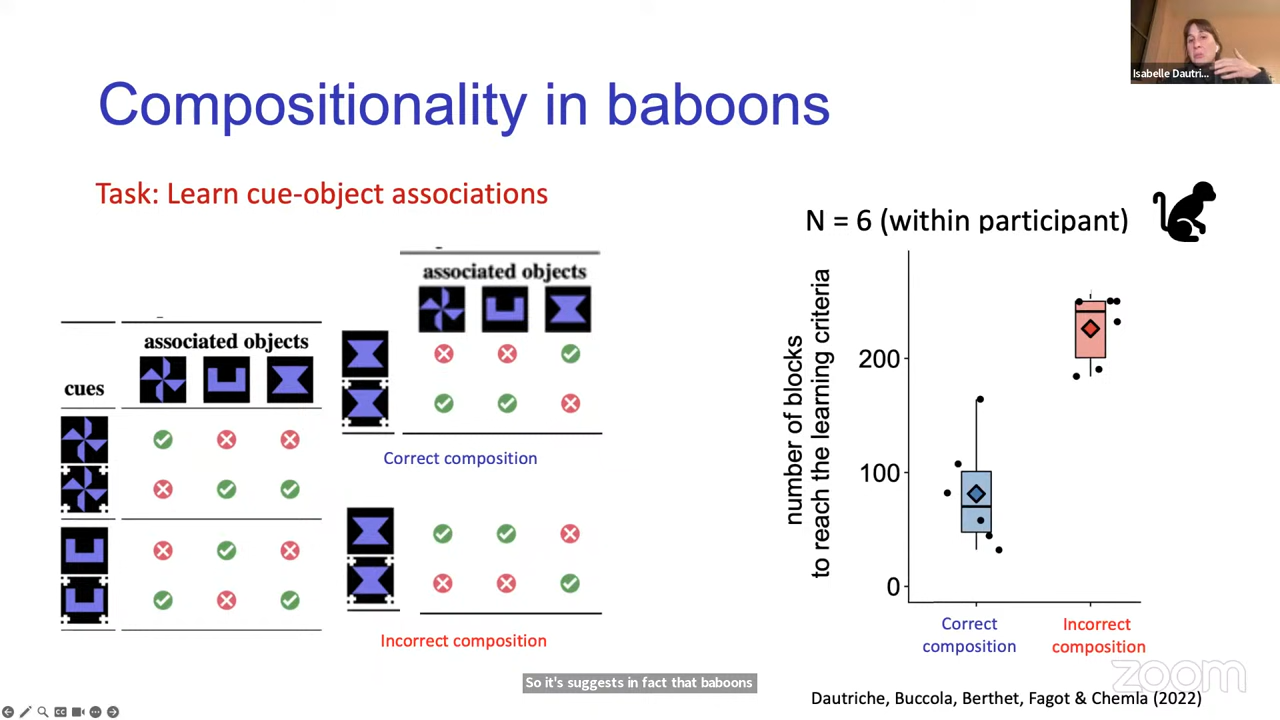 Isabelle Dautri...
Compositionality in baboons
Task: Learn cue-object associations
N = 6 (within participant)
associated objects
associated objects
cues
Correct composition
Incorrect composition
number of blocks
to reach the learning criteria
200
100
0
Correct
composition
Incorrect
composition
zoom
So it's suggests in fact that baboons
Dautriche, Buccola, Berthet, Fagot & Chemla (2022)